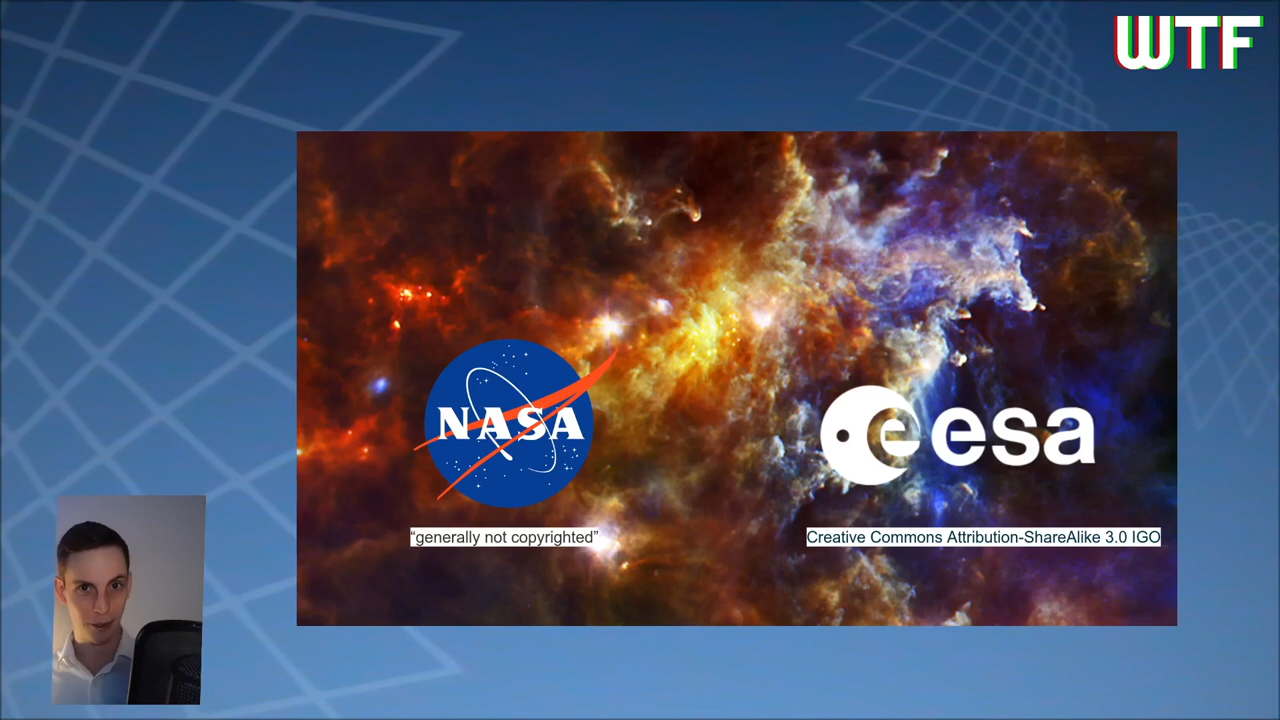 WTF
NASA
esa
“generally not copyrighted”
Creative Commons Attribution-ShareAlike 3.0 IGO